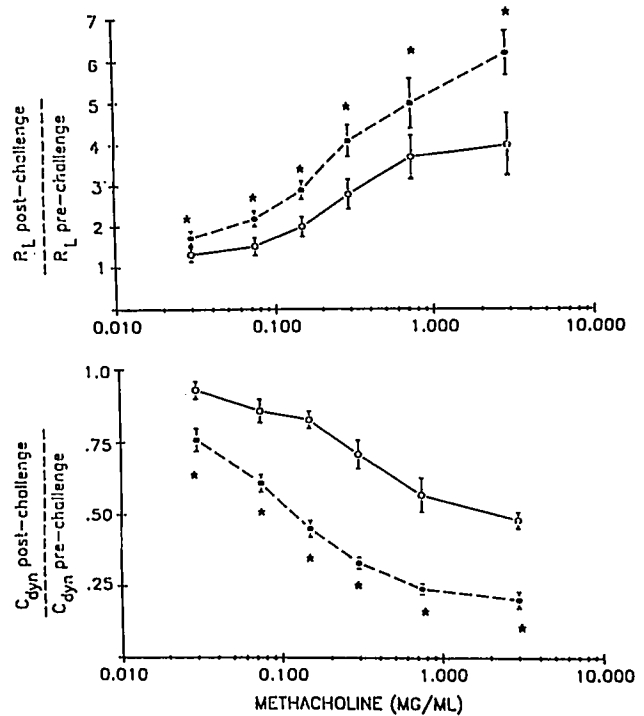 7
6
5
4
3
2
1
R_L post-challenge
R_L pre-challenge
* * * * * *
0.010 0.100 1.000 10.000
1.0
.75
.50
.25
C_dyn post-challenge
C_dyn pre-challenge
* * * * * *
0.010 0.100 1.000 10.000
METHACHOLINE (MG/ML)